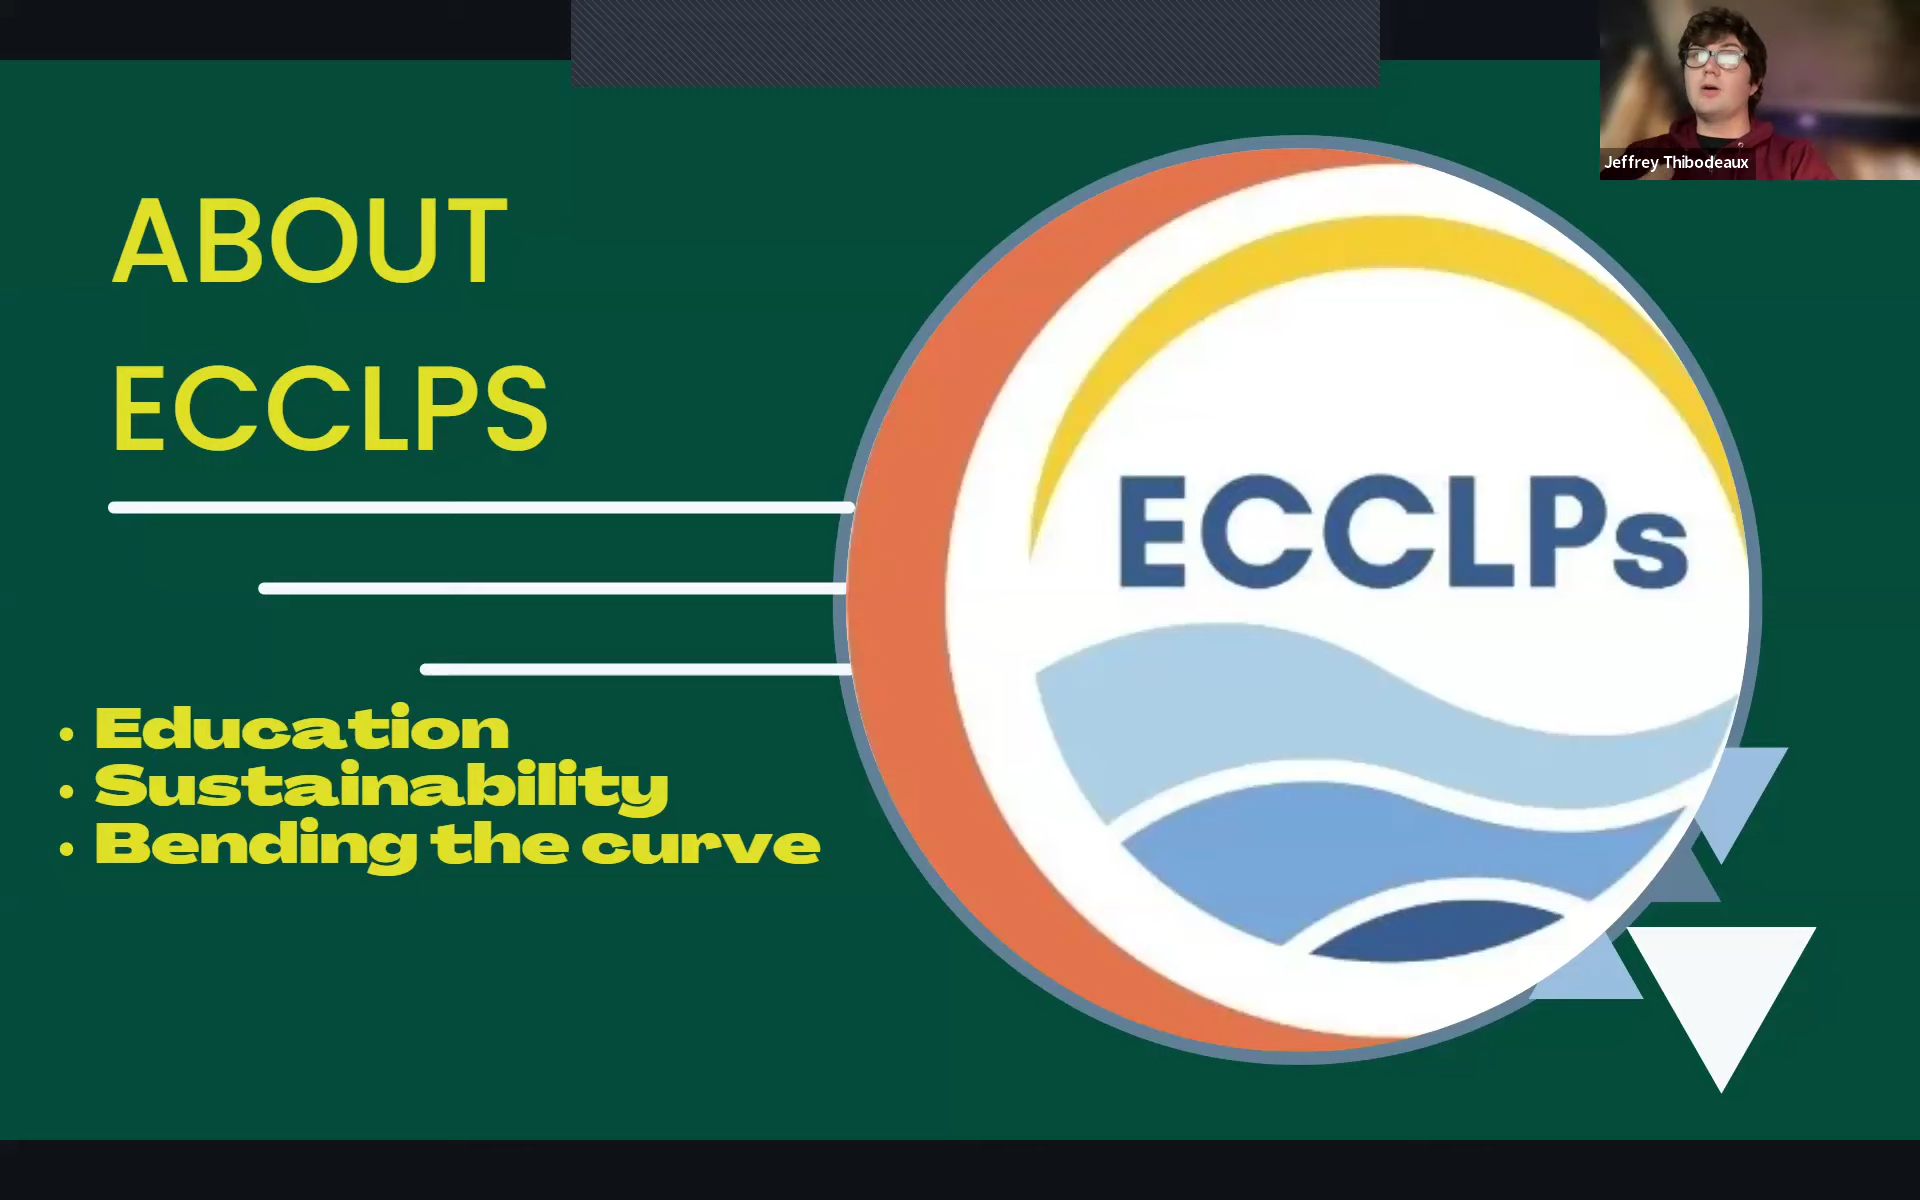 Jeffrey Thibodeaux
ABOUT
ECCLPS
ECCLPs
• Education
• Sustainability
• Bending the curve